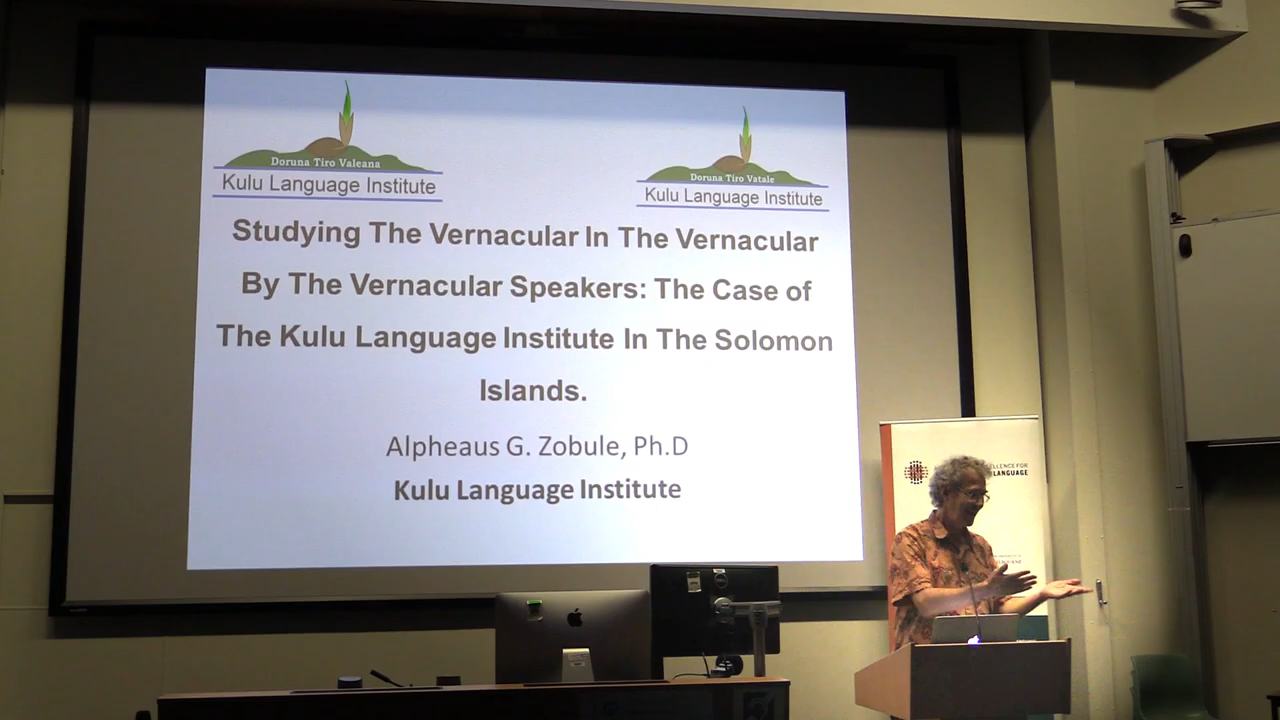 Doruna Tiro Valeana
Kulu Language Institute
Doruna Tiro Vatale
Kulu Language Institute
Studying The Vernacular In The Vernacular
By The Vernacular Speakers: The Case of
The Kulu Language Institute In The Solomon
Islands.
Alpheaus G. Zobule, Ph.D
Kulu Language Institute
LLENCE FOR
LANGUAGE